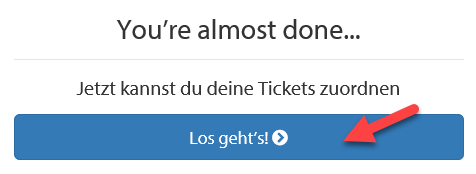 You're almost done...
Jetzt kannst du deine Tickets zuordnen
Los geht's!